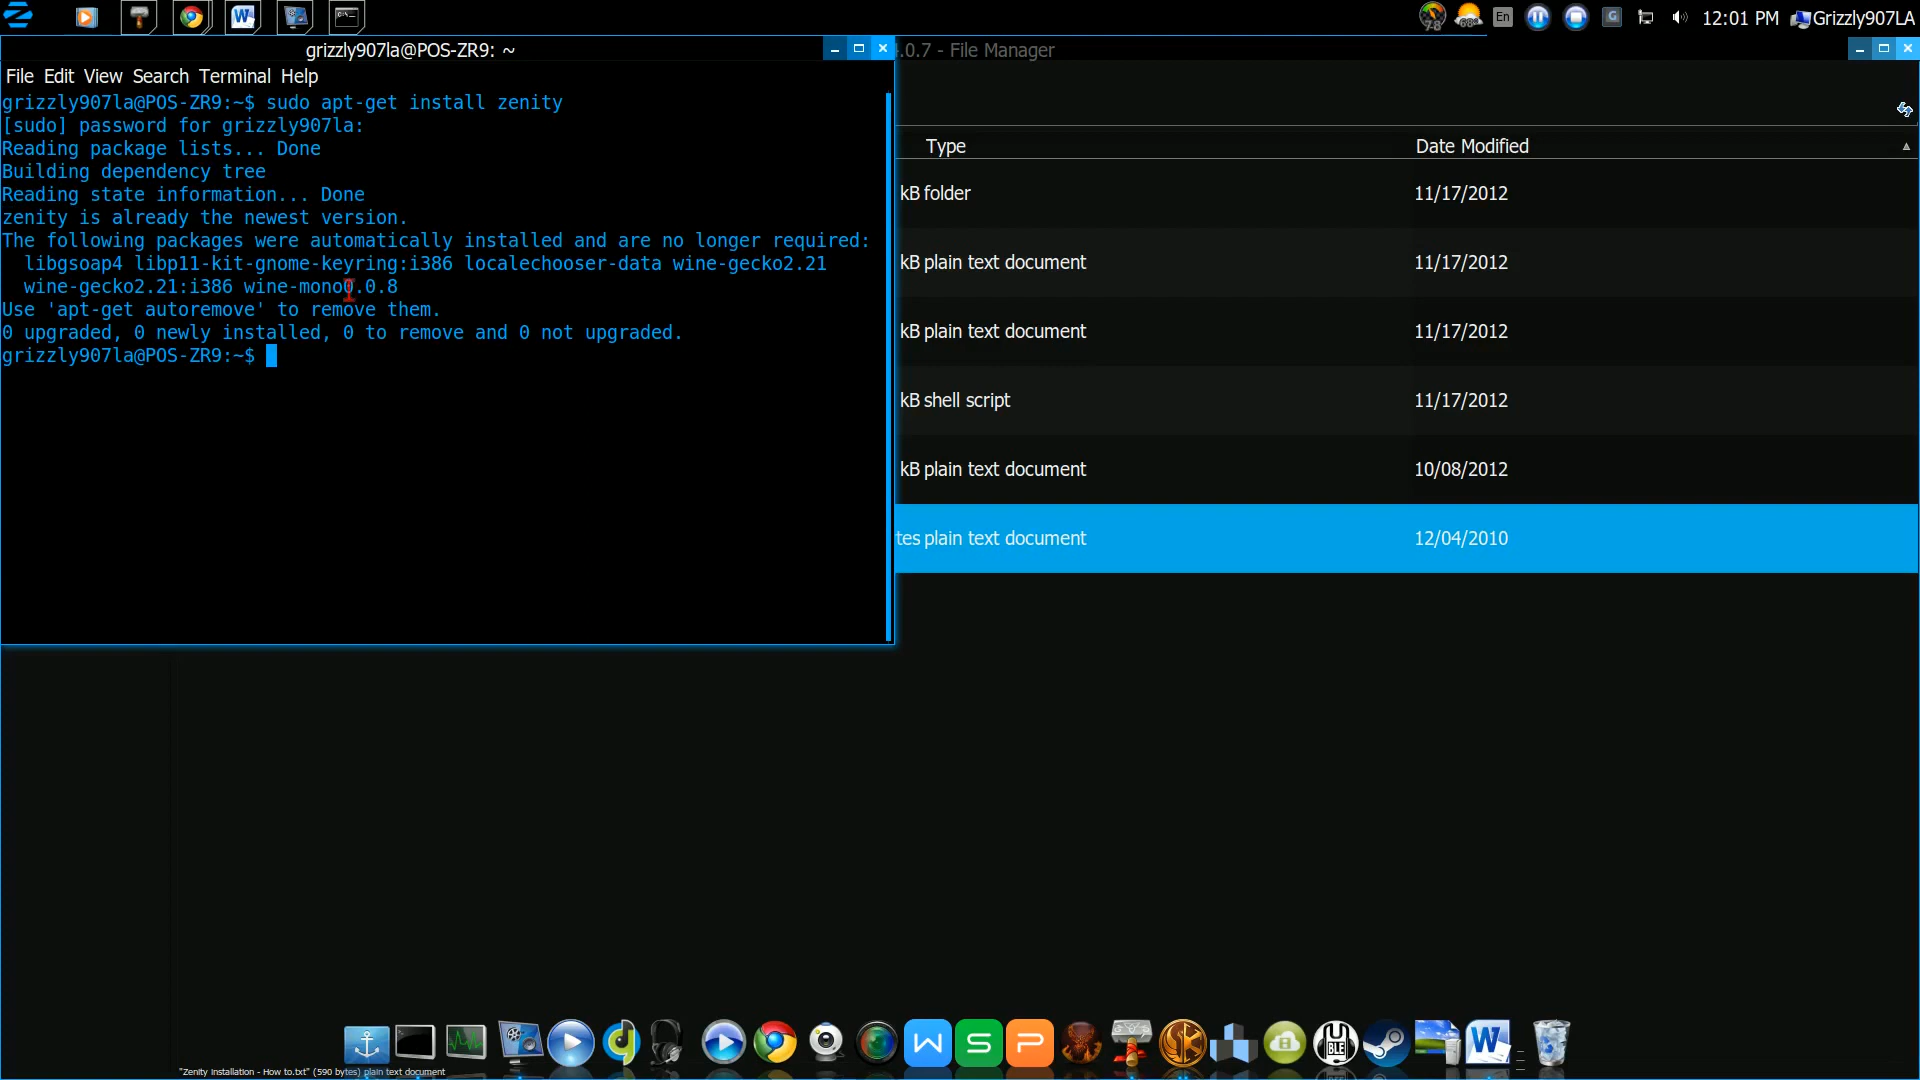 En
12:01 PM
Grizzly907LA
grizzly907la@POS-ZR9: ~
.0.7 - File Manager
File Edit View Search Terminal Help
grizzly907la@POS-ZR9:~$ sudo apt-get install zenity
[sudo] password for grizzly907la:
Reading package lists... Done
Building dependency tree
Reading state information... Done
zenity is already the newest version.
The following packages were automatically installed and are no longer required:
libgsoap4 libp11-kit-gnome-keyring:i386 localechooser-data wine-gecko2.21
wine-gecko2.21:i386 wine-mono0.0.8
Use 'apt-get autoremove' to remove them.
0 upgraded, 0 newly installed, 0 to remove and 0 not upgraded.
grizzly907la@POS-ZR9:~$
Type Date Modified
kB folder 11/17/2012
kB plain text document 11/17/2012
kB plain text document 11/17/2012
kB shell script 11/17/2012
kB plain text document 10/08/2012
tes plain text document 12/04/2010
"Zenity Installation - How to.txt" (590 bytes) plain text document